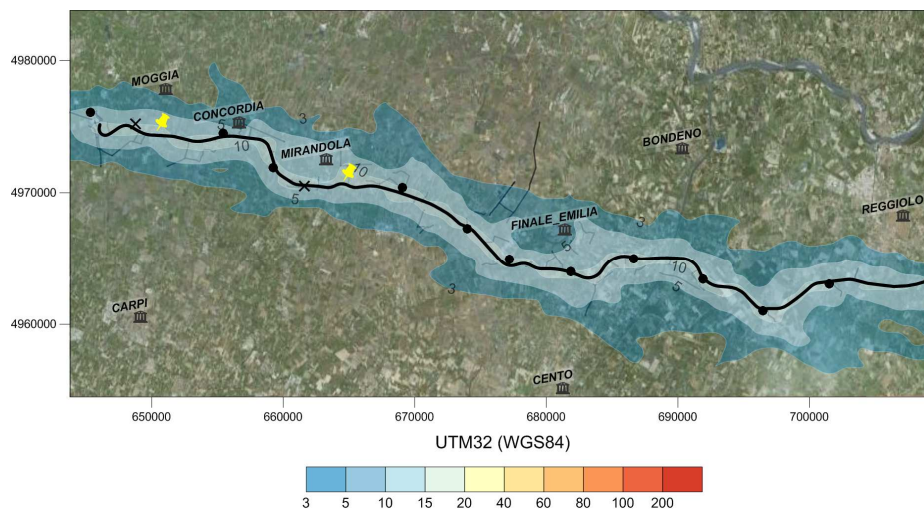 4980000
MOGGIA
CONCORDIA
5
3
10
MIRANDOLA
10
BONDENO
4970000
5
REGGIOLO
FINALE_EMILIA
3
5
10
5
3
CARPI
4960000
CENTO
650000 660000 670000 680000 690000 700000
UTM32 (WGS84)
3 5 10 15 20 40 60 80 100 200